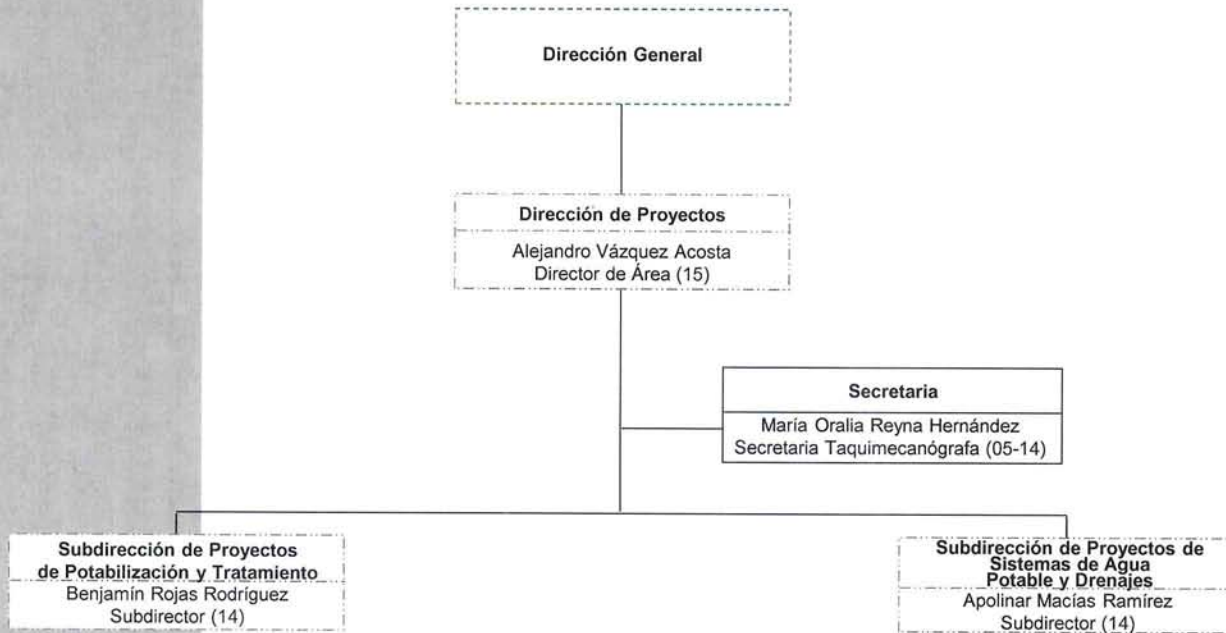 Dirección General
Dirección de Proyectos
Alejandro Vázquez Acosta
Director de Área (15)
Secretaria
María Oralia Reyna Hernández
Secretaria Taquimecanógrafa (05-14)
Subdirección de Proyectos
de Potabilización y Tratamiento
Benjamín Rojas Rodríguez
Subdirector (14)
Subdirección de Proyectos de
Sistemas de Agua
Potable y Drenajes
Apolinar Macías Ramírez
Subdirector (14)